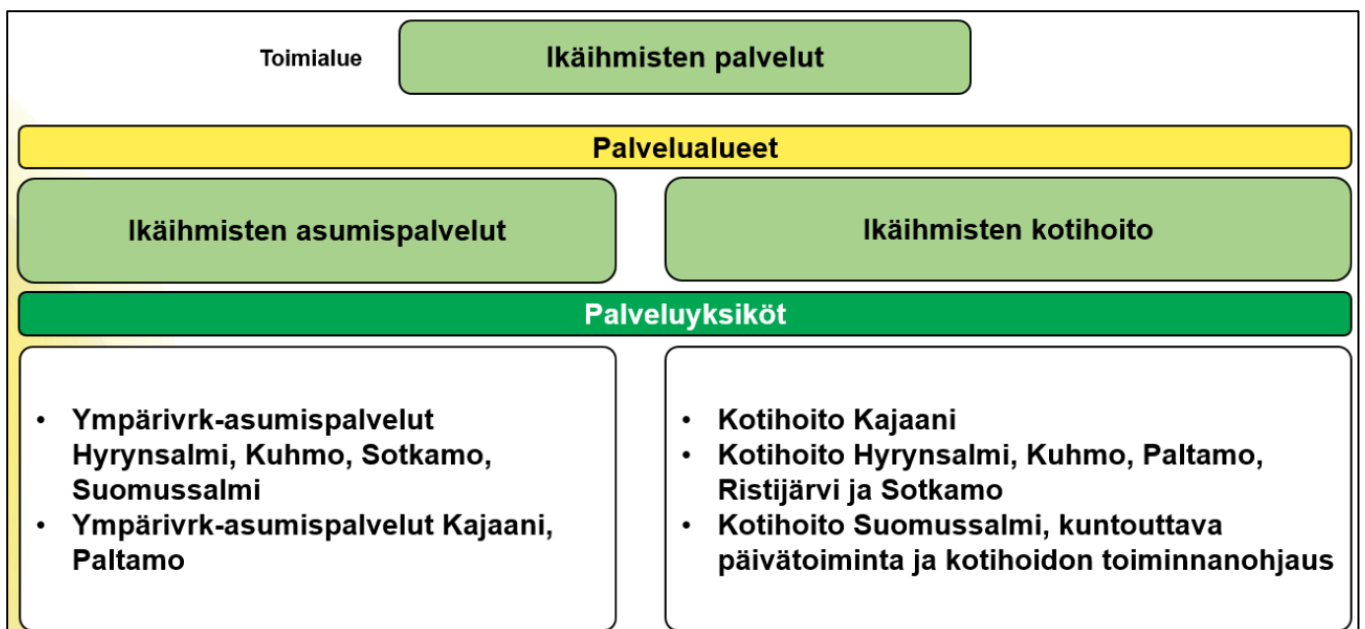 Toimialue
Ikäihmisten palvelut
Palvelualueet
Ikäihmisten asumispalvelut
Ikäihmisten kotihoito
Palveluyksiköt
• Ympärivrk-asumispalvelut
Hyrynsalmi, Kuhmo, Sotkamo,
Suomussalmi
• Ympärivrk-asumispalvelut Kajaani,
Paltamo
• Kotihoito Kajaani
• Kotihoito Hyrynsalmi, Kuhmo, Paltamo,
Ristijärvi ja Sotkamo
• Kotihoito Suomussalmi, kuntouttava
päivätoiminta ja kotihoidon toiminnanohjaus